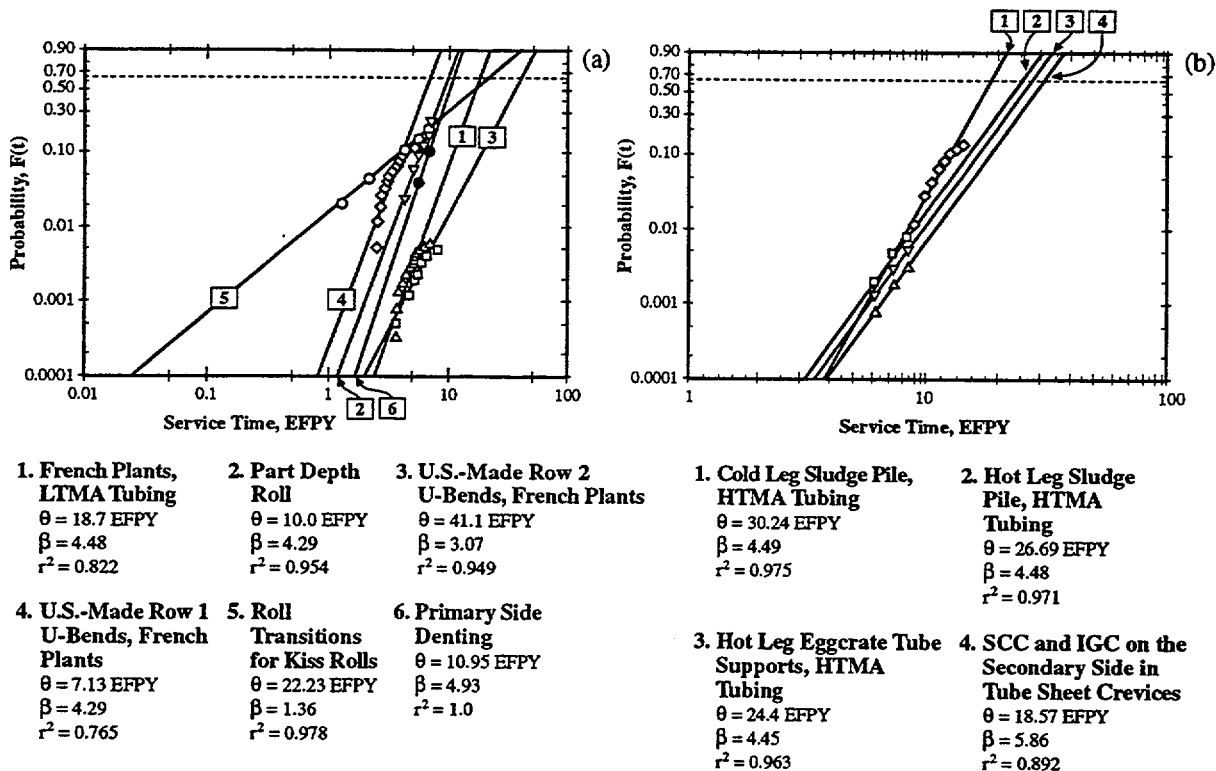 (a)
0.90
0.70
0.50
0.30
0.10
0.01
0.001
0.0001
Probability, F(t)
0.01
0.1
1
10
100
Service Time, EFPY
1
3
5
4
2
6
1. French Plants,
LTMA Tubing
θ = 18.7 EFPY
β = 4.48
r² = 0.822
2. Part Depth
Roll
θ = 10.0 EFPY
β = 4.29
r² = 0.954
3. U.S.-Made Row 2
U-Bends, French Plants
θ = 41.1 EFPY
β = 3.07
r² = 0.949
4. U.S.-Made Row 1
U-Bends, French
Plants
θ = 7.13 EFPY
β = 4.29
r² = 0.765
5. Roll
Transitions
for Kiss Rolls
θ = 22.23 EFPY
β = 1.36
r² = 0.978
6. Primary Side
Denting
θ = 10.95 EFPY
β = 4.93
r² = 1.0
1
2
3
4
(b)
0.90
0.70
0.50
0.30
0.10
0.01
0.001
0.0001
Probability, F(t)
1
10
100
Service Time, EFPY
1. Cold Leg Sludge Pile,
HTMA Tubing
θ = 30.24 EFPY
β = 4.49
r² = 0.975
2. Hot Leg Sludge
Pile, HTMA
Tubing
θ = 26.69 EFPY
β = 4.48
r² = 0.971
3. Hot Leg Eggcrate Tube
Supports, HTMA
Tubing
θ = 24.4 EFPY
β = 4.45
r² = 0.963
4. SCC and IGC on the
Secondary Side in
Tube Sheet Crevices
θ = 18.57 EFPY
β = 5.86
r² = 0.892